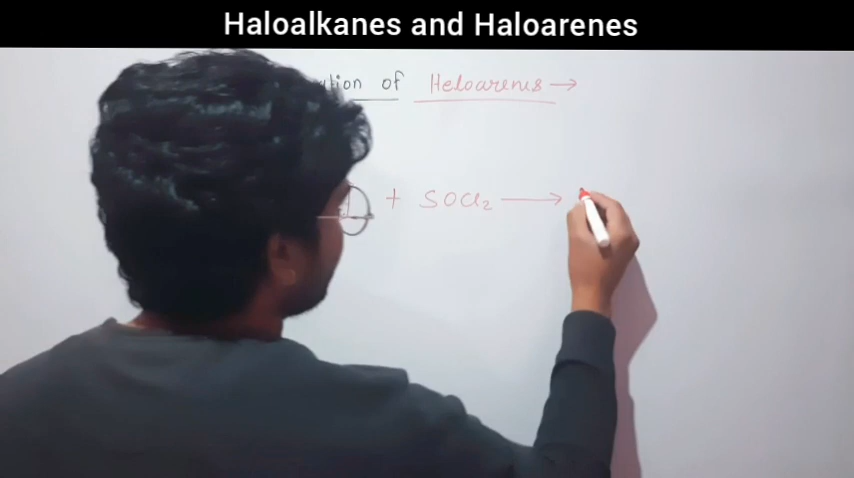 Haloalkanes and Haloarenes
of Heloarenes →
+ SOCl₂ ⟶